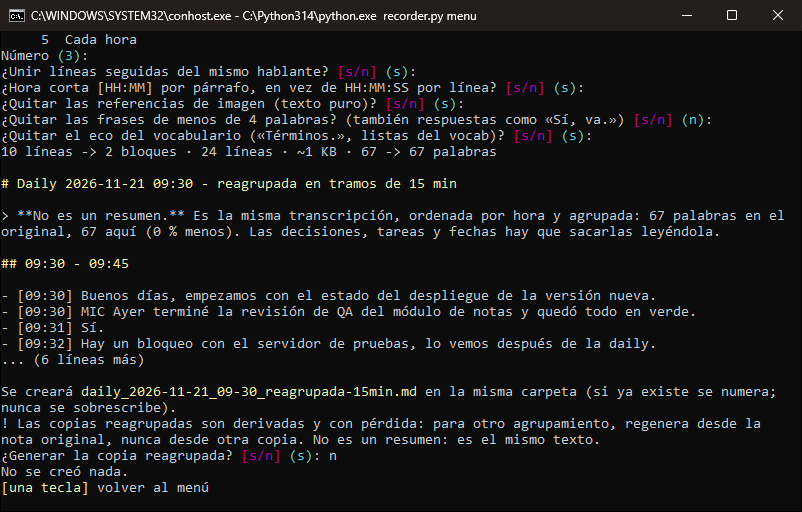 C:\WINDOWS\SYSTEM32\conhost.exe - C:\Python314\python.exe  recorder.py menu
5  Cada hora
Número (3):
¿Unir líneas seguidas del mismo hablante? [s/n] (s):
¿Hora corta [HH:MM] por párrafo, en vez de HH:MM:SS por línea? [s/n] (s):
¿Quitar las referencias de imagen (texto puro)? [s/n] (s):
¿Quitar las frases de menos de 4 palabras? (también respuestas como «Sí, va.») [s/n] (n):
¿Quitar el eco del vocabulario («Términos.», listas del vocab)? [s/n] (s):
10 líneas -> 2 bloques · 24 líneas · ~1 KB · 67 -> 67 palabras
# Daily 2026-11-21 09:30 - reagrupada en tramos de 15 min
> **No es un resumen.** Es la misma transcripción, ordenada por hora y agrupada: 67 palabras en el
original, 67 aquí (0 % menos). Las decisiones, tareas y fechas hay que sacarlas leyéndola.
## 09:30 - 09:45
- [09:30] Buenos días, empezamos con el estado del despliegue de la versión nueva.
- [09:30] MIC Ayer terminé la revisión de QA del módulo de notas y quedó todo en verde.
- [09:31] Sí.
- [09:32] Hay un bloqueo con el servidor de pruebas, lo vemos después de la daily.
... (6 líneas más)
Se creará daily_2026-11-21_09-30_reagrupada-15min.md en la misma carpeta (si ya existe se numera;
nunca se sobrescribe).
! Las copias reagrupadas son derivadas y con pérdida: para otro agrupamiento, regenera desde la
nota original, nunca desde otra copia. No es un resumen: es el mismo texto.
¿Generar la copia reagrupada? [s/n] (s): n
No se creó nada.
[una tecla] volver al menú